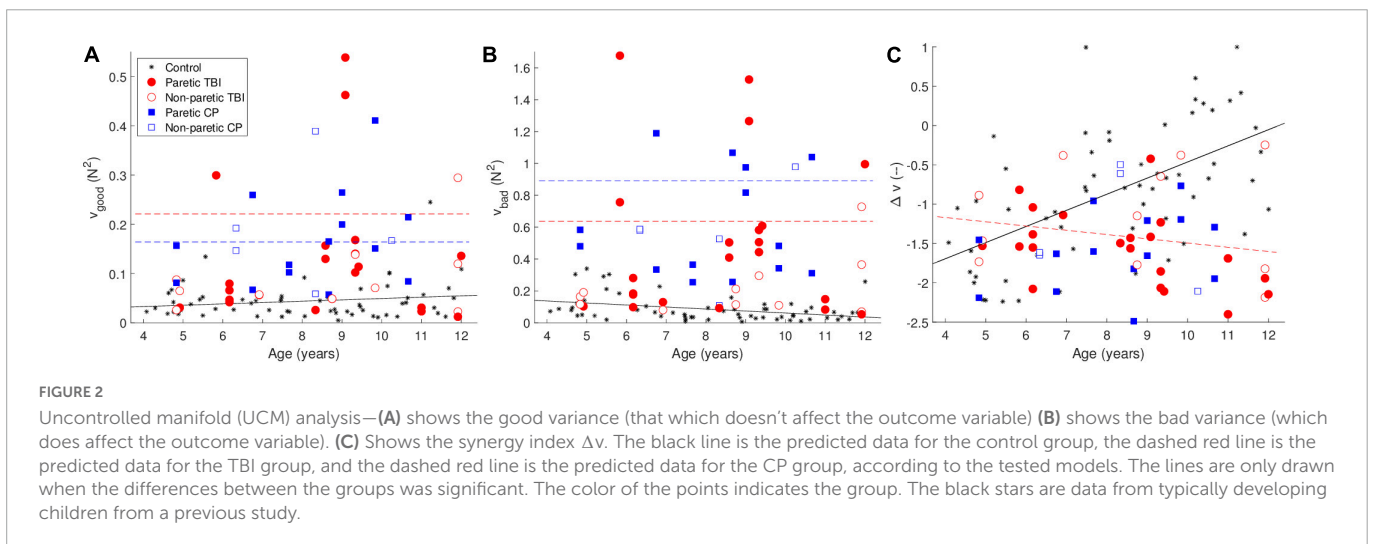 A
v_good (N²)
0.5
0.4
0.3
0.2
0.1
0
Control
Paretic TBI
Non-paretic TBI
Paretic CP
Non-paretic CP
4 5 6 7 8 9 10 11 12
Age (years)
B
v_bad (N²)
1.6
1.4
1.2
1
0.8
0.6
0.4
0.2
0
4 5 6 7 8 9 10 11 12
Age (years)
C
Δ v (--)
1
0.5
0
-0.5
-1
-1.5
-2
-2.5
4 5 6 7 8 9 10 11 12
Age (years)
FIGURE 2
Uncontrolled manifold (UCM) analysis—(A) shows the good variance (that which doesn't affect the outcome variable) (B) shows the bad variance (which
does affect the outcome variable). (C) Shows the synergy index Δv. The black line is the predicted data for the control group, the dashed red line is the
predicted data for the TBI group, and the dashed red line is the predicted data for the CP group, according to the tested models. The lines are only drawn
when the differences between the groups was significant. The color of the points indicates the group. The black stars are data from typically developing
children from a previous study.